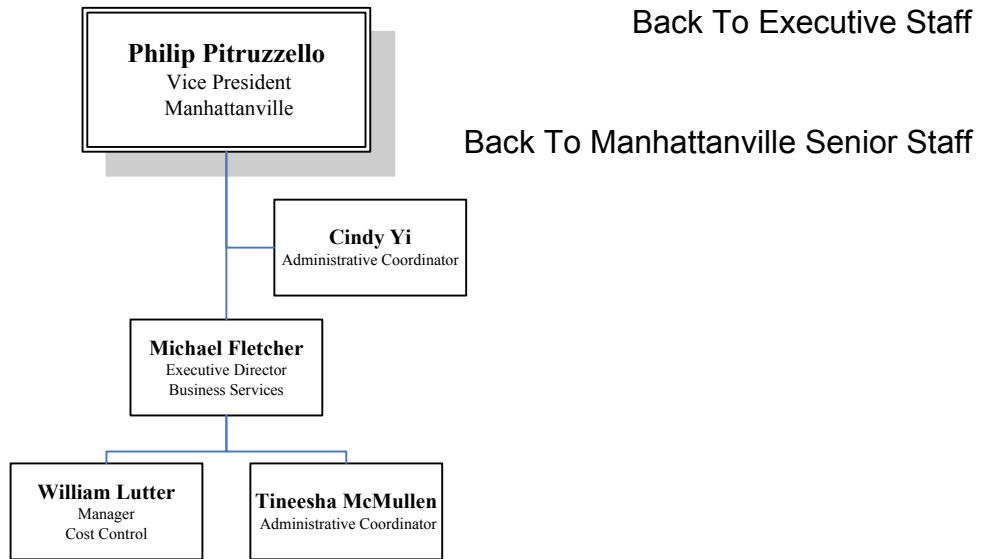 Back To Executive Staff
Philip Pitruzzello
Vice President
Manhattanville
Back To Manhattanville Senior Staff
Cindy Yi
Administrative Coordinator
Michael Fletcher
Executive Director
Business Services
William Lutter
Manager
Cost Control
Tineesha McMullen
Administrative Coordinator